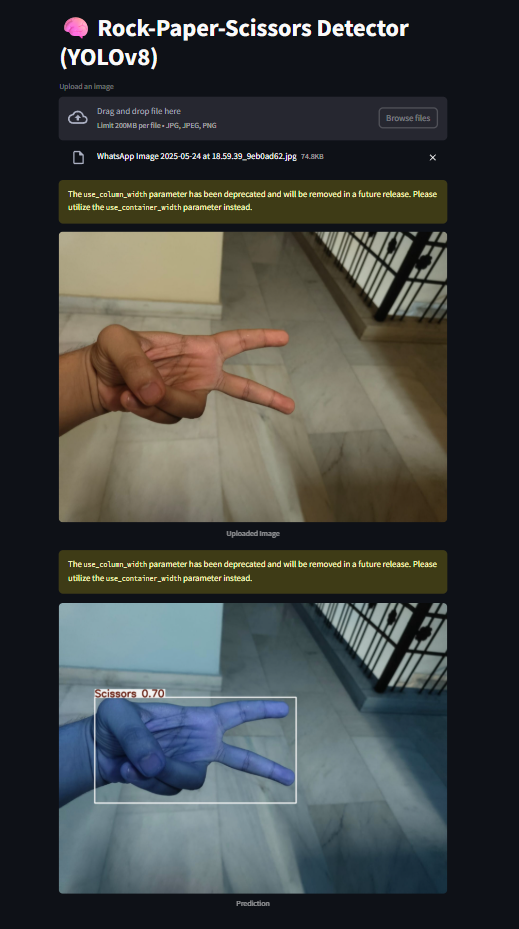 🧠 Rock-Paper-Scissors Detector
(YOLOv8)
Upload an image
Drag and drop file here
Limit 200MB per file • JPG, JPEG, PNG
Browse files
WhatsApp Image 2025-05-24 at 18.59.39_9eb0ad62.jpg 74.8KB
The use_column_width parameter has been deprecated and will be removed in a future release. Please
utilize the use_container_width parameter instead.
Uploaded Image
The use_column_width parameter has been deprecated and will be removed in a future release. Please
utilize the use_container_width parameter instead.
Scissors 0.70
Prediction